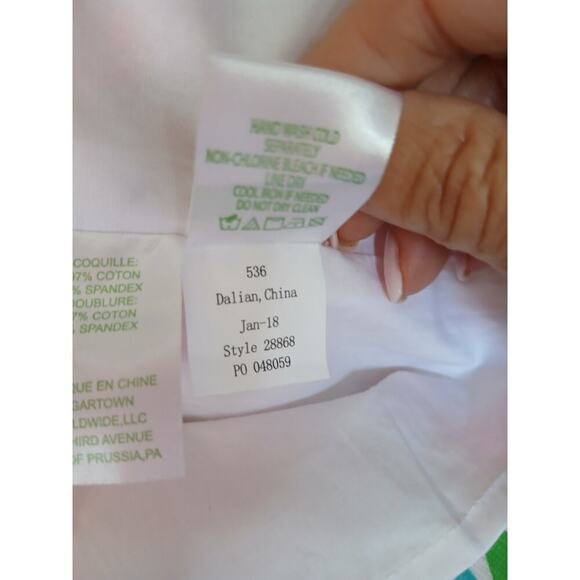 HAND WASH COLD
SEPARATELY
NON-CHLORINE BLEACH IF NEEDED
LINE DRY
COOL IRON IF NEEDED
DO NOT DRY CLEAN
COQUILLE:
97% COTON
% SPANDEX
DOUBLURE:
7% COTON
% SPANDEX
QUE EN CHINE
GARTOWN
LDWIDE,LLC
HIRD AVENUE
OF PRUSSIA,PA
536
Dalian,China
Jan-18
Style 28868
PO 048059